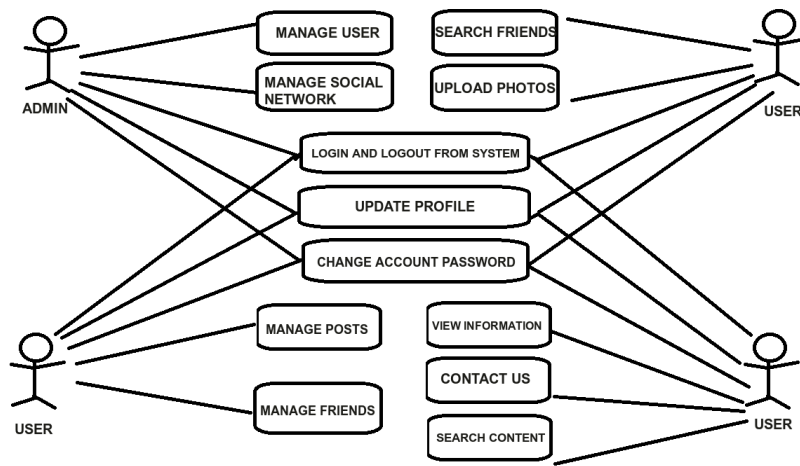 MANAGE USER
SEARCH FRIENDS
MANAGE SOCIAL
NETWORK
UPLOAD PHOTOS
ADMIN
USER
LOGIN AND LOGOUT FROM SYSTEM
UPDATE PROFILE
CHANGE ACCOUNT PASSWORD
MANAGE POSTS
VIEW INFORMATION
CONTACT US
MANAGE FRIENDS
USER
USER
SEARCH CONTENT